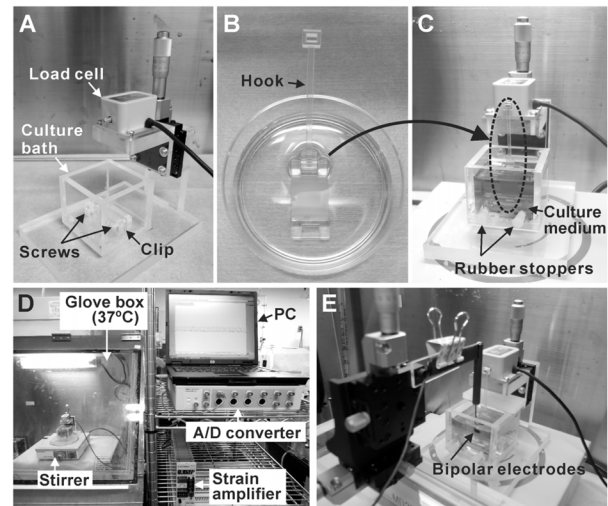 A
Load cell
Culture
bath
Screws
Clip
B
Hook
C
Culture
medium
Rubber stoppers
D
Glove box
(37ºC)
PC
A/D converter
Stirrer
Strain
amplifier
E
Bipolar electrodes